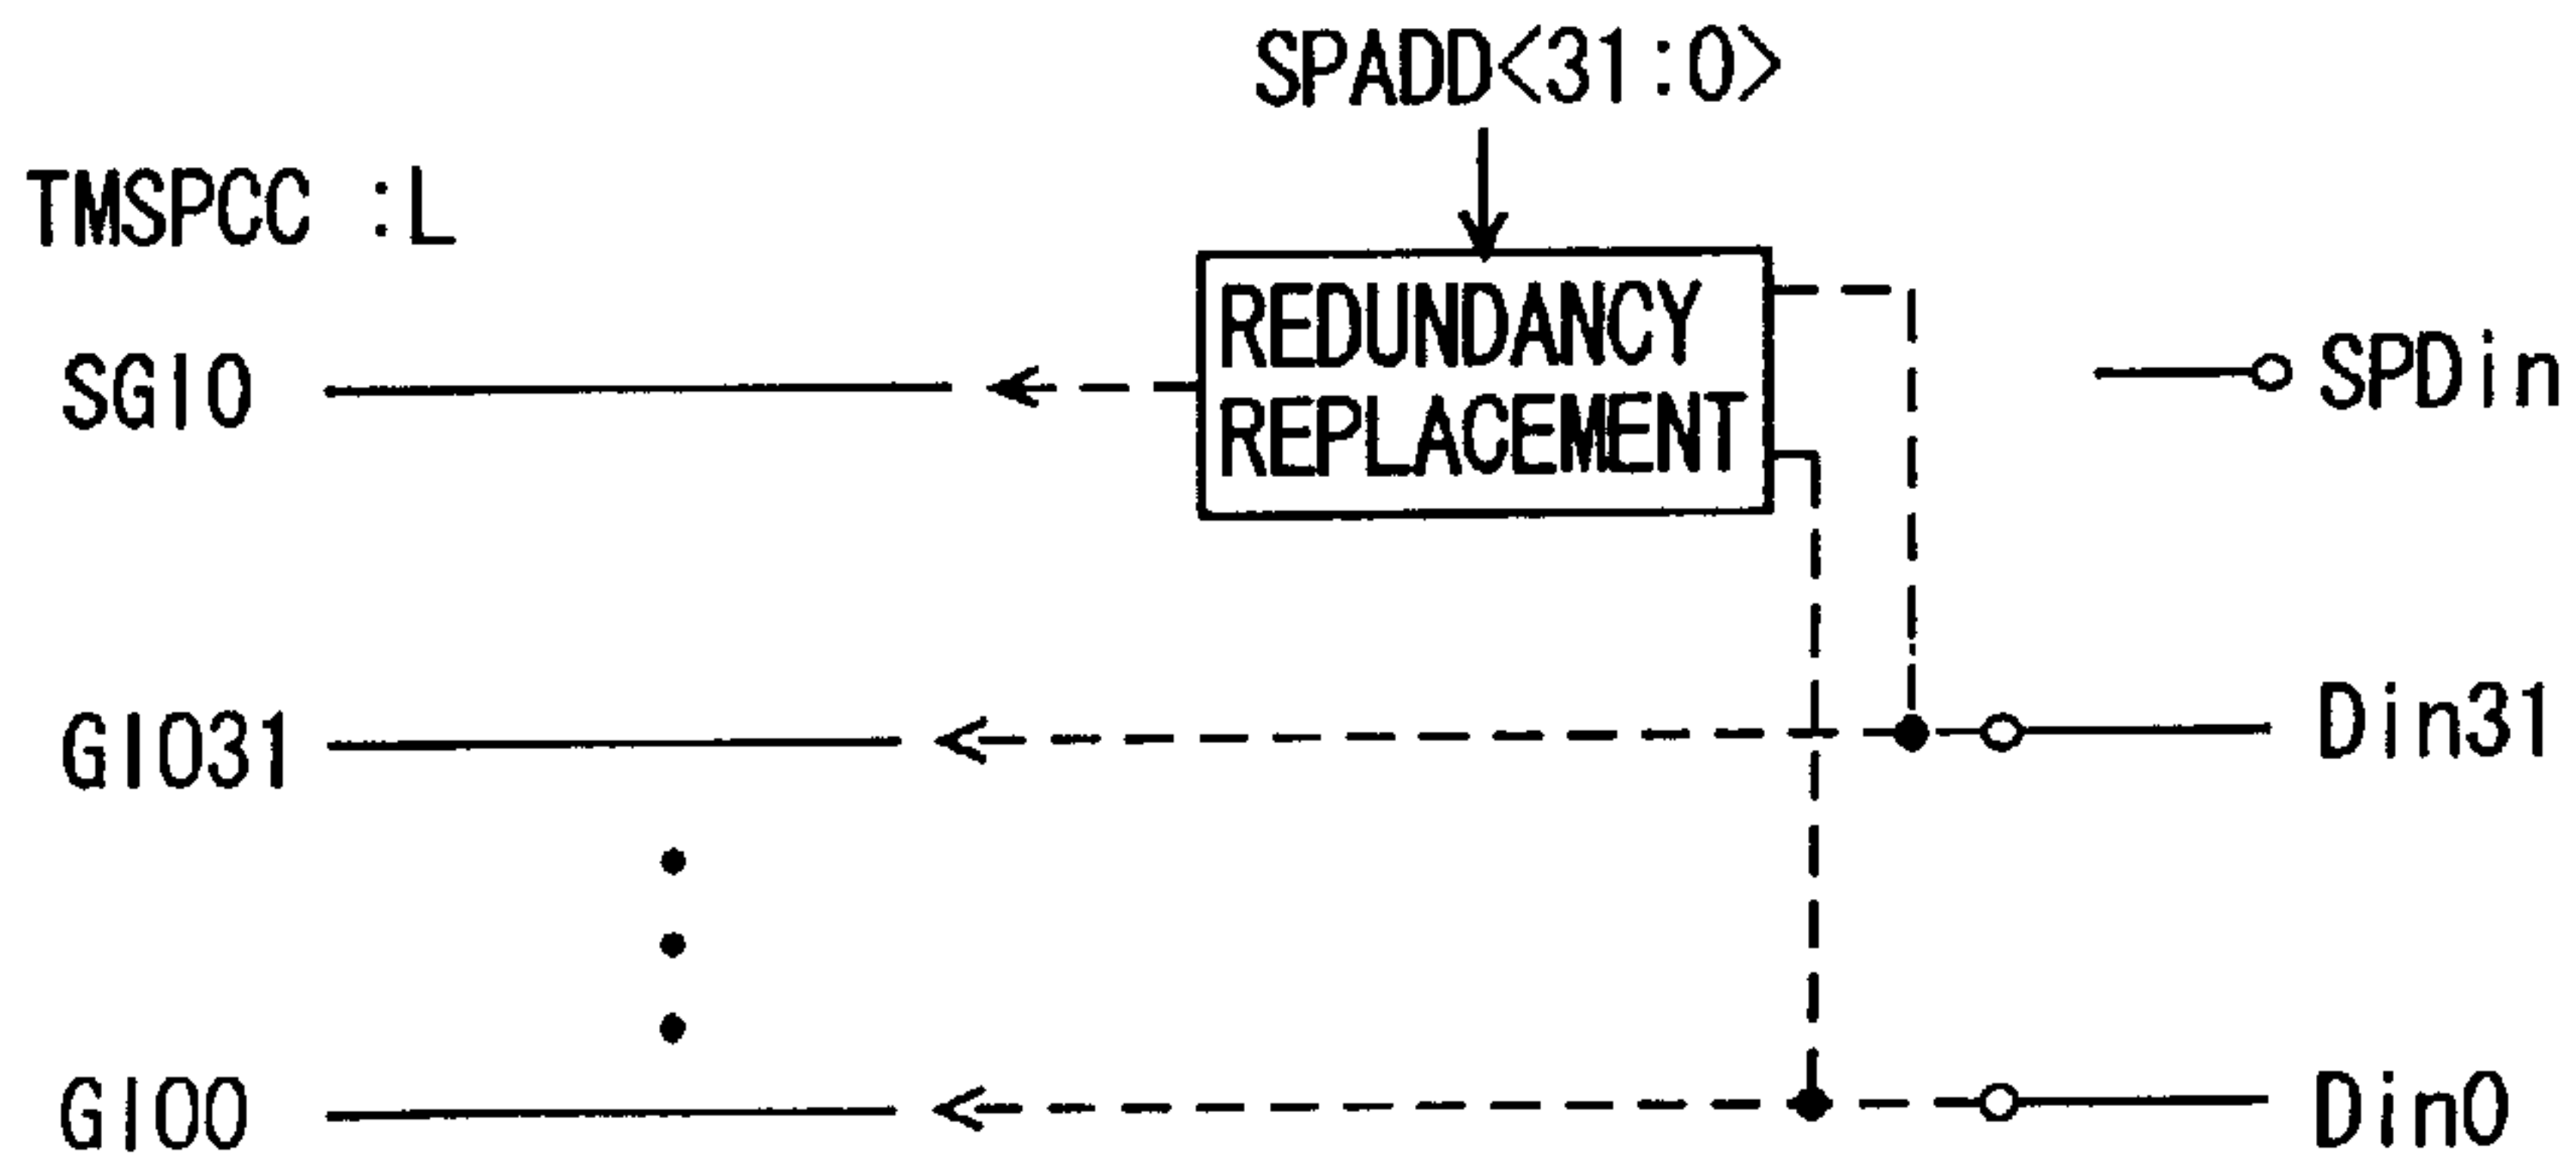 SPADD<31:0>
TMSPCC :L
REDUNDANCY
REPLACEMENT
SGIO
SPDin
GIO31
Din31
GIO0
Din0